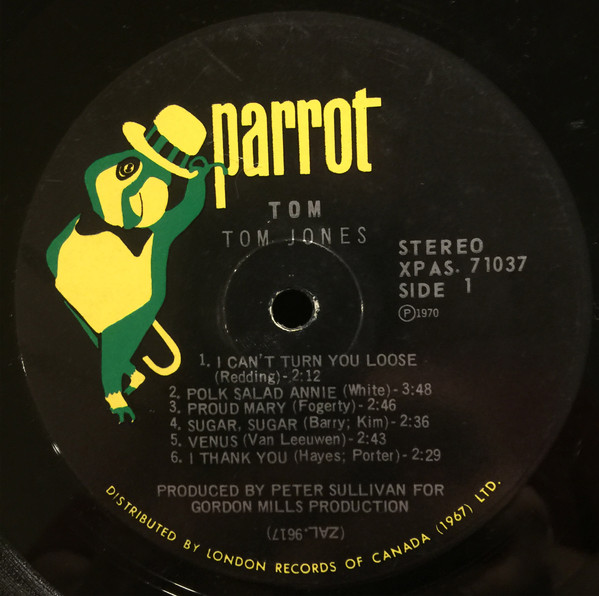 parrot
TOM
TOM JONES
STEREO
XPAS. 71037
SIDE 1
Ⓟ1970
1. I CAN'T TURN YOU LOOSE
(Redding)-2:12
2. POLK SALAD ANNIE (White)-3:48
3. PROUD MARY (Fogerty)-2:46
4. SUGAR, SUGAR (Barry; Kim)-2:36
5. VENUS (Van Leeuwen)-2:43
6. I THANK YOU (Hayes; Porter)-2:29
PRODUCED BY PETER SULLIVAN FOR
GORDON MILLS PRODUCTION
(ZAL.9617)
DISTRIBUTED BY LONDON RECORDS OF CANADA (1967) LTD.